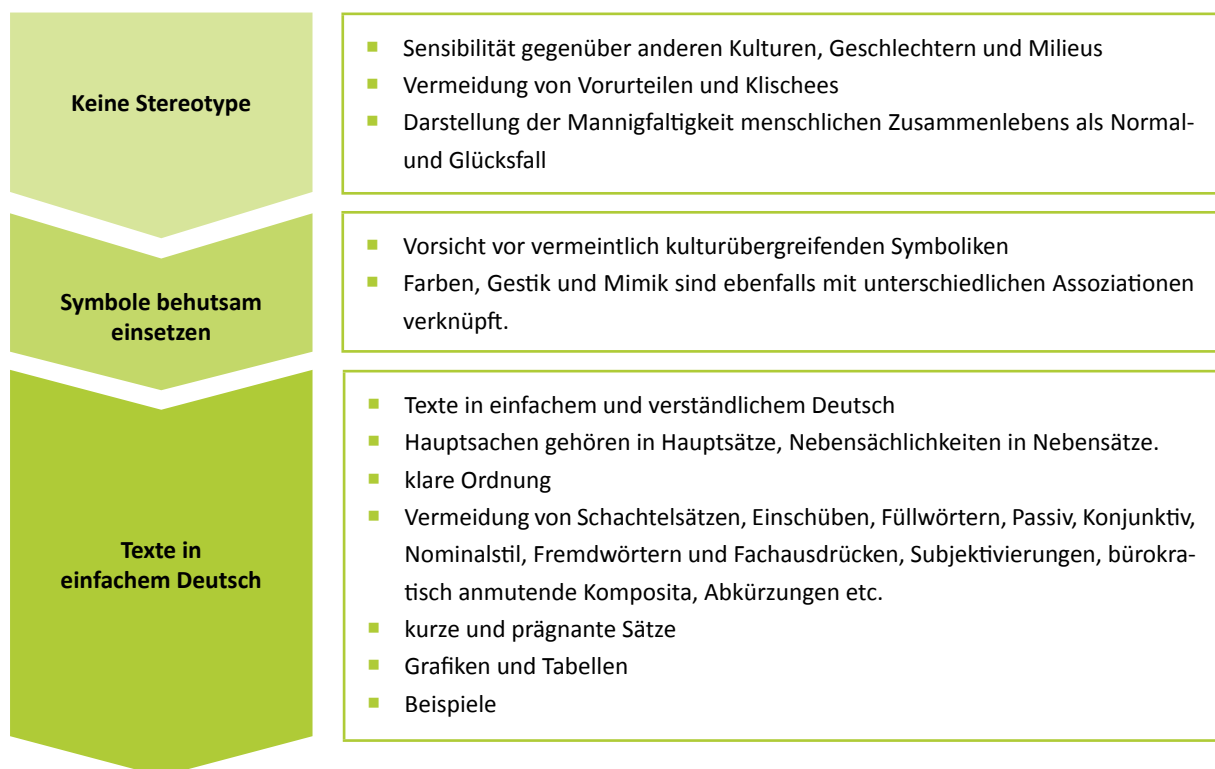 Keine Stereotype
Sensibilität gegenüber anderen Kulturen, Geschlechtern und Milieus
Vermeidung von Vorurteilen und Klischees
Darstellung der Mannigfaltigkeit menschlichen Zusammenlebens als Normal-
und Glücksfall
Symbole behutsam
einsetzen
Vorsicht vor vermeintlich kulturübergreifenden Symboliken
Farben, Gestik und Mimik sind ebenfalls mit unterschiedlichen Assoziationen
verknüpft.
Texte in
einfachem Deutsch
Texte in einfachem und verständlichem Deutsch
Hauptsachen gehören in Hauptsätze, Nebensächlichkeiten in Nebensätze.
klare Ordnung
Vermeidung von Schachtelsätzen, Einschüben, Füllwörtern, Passiv, Konjunktiv,
Nominalstil, Fremdwörtern und Fachausdrücken, Subjektivierungen, bürokra-
tisch anmutende Komposita, Abkürzungen etc.
kurze und prägnante Sätze
Grafiken und Tabellen
Beispiele